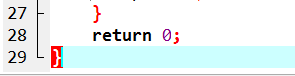 27 }
28 return 0;
29 }